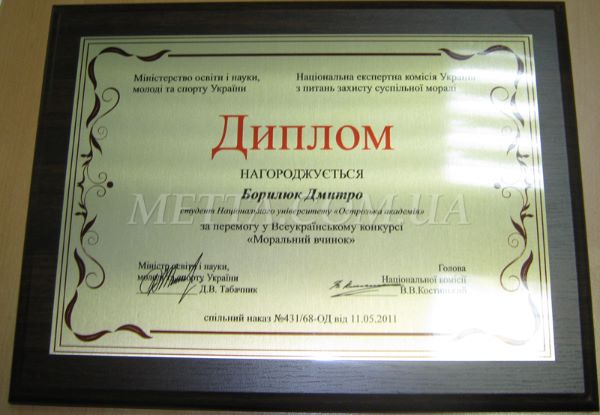 Міністерство освіти і науки,
молоді та спорту України
Національна експертна комісія України
з питань захисту суспільної моралі
Диплом
НАГОРОДЖУЄТЬСЯ
Борилюк Дмитро
студент Національного університету «Острозька академія»
за перемогу у Всеукраїнському конкурсі
«Моральний вчинок»
Міністр освіти і науки,
молоді та спорту України
Д.В. Табачник
Голова
Національної комісії
В.В.Костицький
спільний наказ №431/68-ОД від 11.05.2011